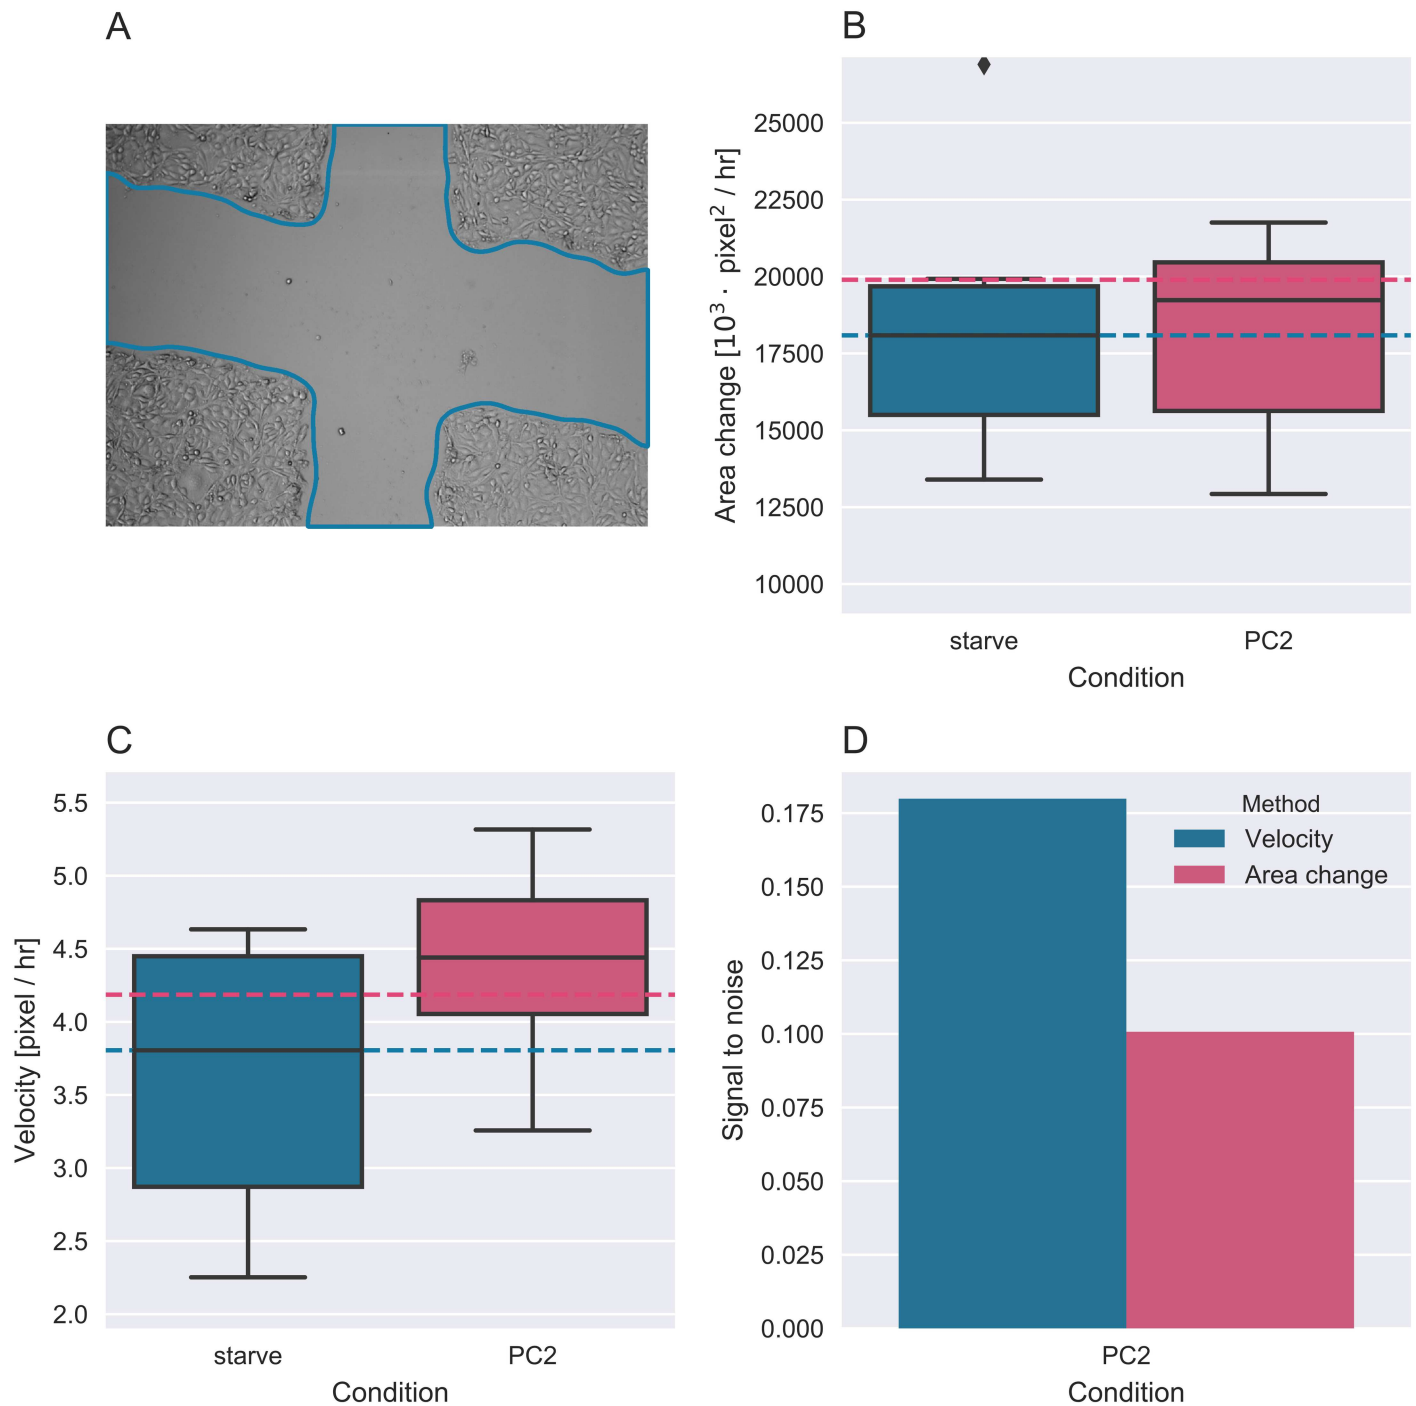 A
B
Area change [10³ · pixel² / hr]
25000
22500
20000
17500
15000
12500
10000
starve
PC2
Condition
C
Velocity [pixel / hr]
5.5
5.0
4.5
4.0
3.5
3.0
2.5
2.0
starve
PC2
Condition
D
Signal to noise
0.175
0.150
0.125
0.100
0.075
0.050
0.025
0.000
Method
Velocity
Area change
PC2
Condition